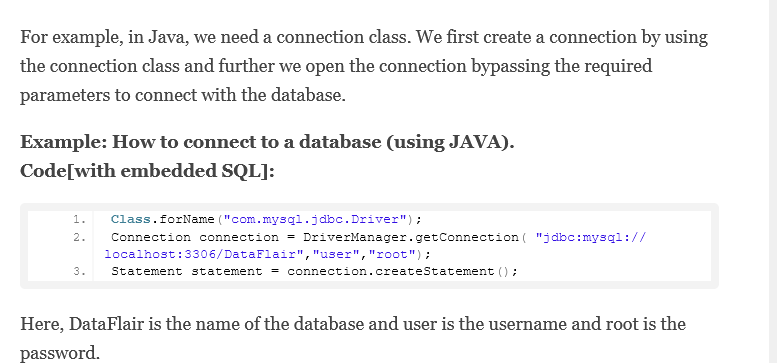 For example, in Java, we need a connection class. We first create a connection by using
the connection class and further we open the connection bypassing the required
parameters to connect with the database.
Example: How to connect to a database (using JAVA).
Code[with embedded SQL]:
1. Class.forName("com.mysql.jdbc.Driver");
2. Connection connection = DriverManager.getConnection( "jdbc:mysql://
localhost:3306/DataFlair","user","root");
3. Statement statement = connection.createStatement();
Here, DataFlair is the name of the database and user is the username and root is the
password.